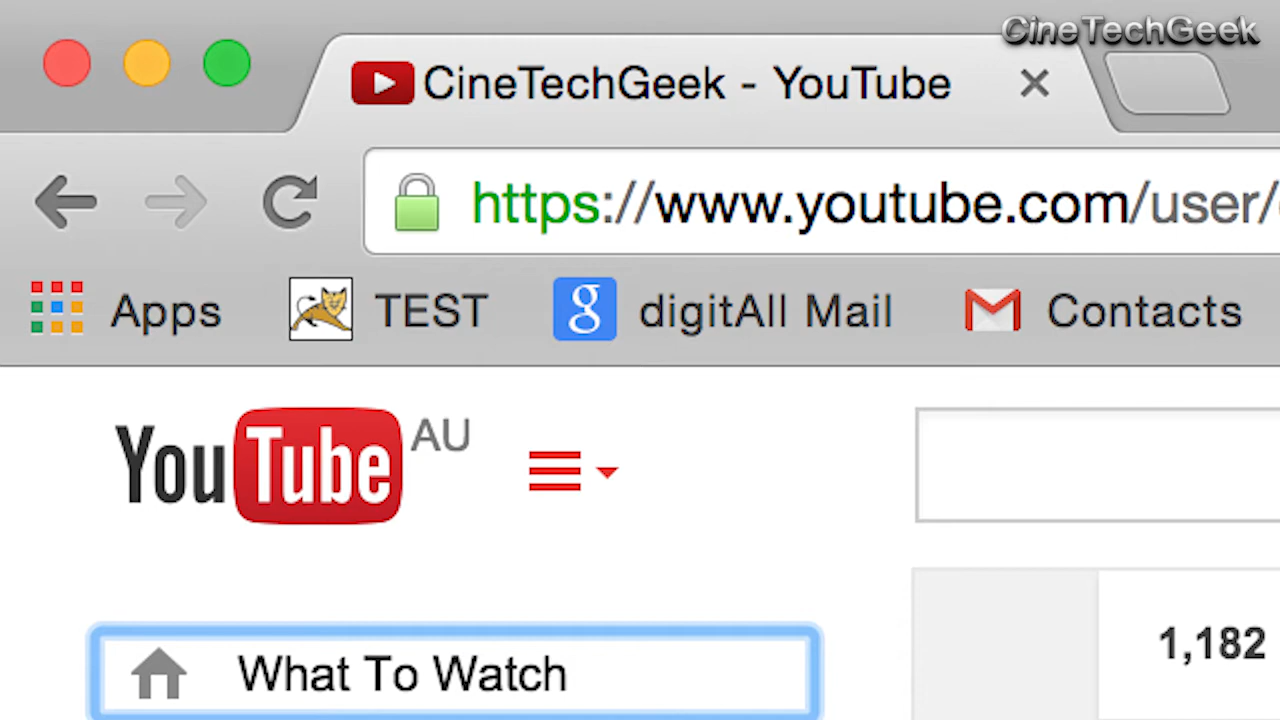 CineTechGeek
CineTechGeek - YouTube
https://www.youtube.com/user/
Apps TEST digitAll Mail Contacts
YouTube AU
1,182
What To Watch